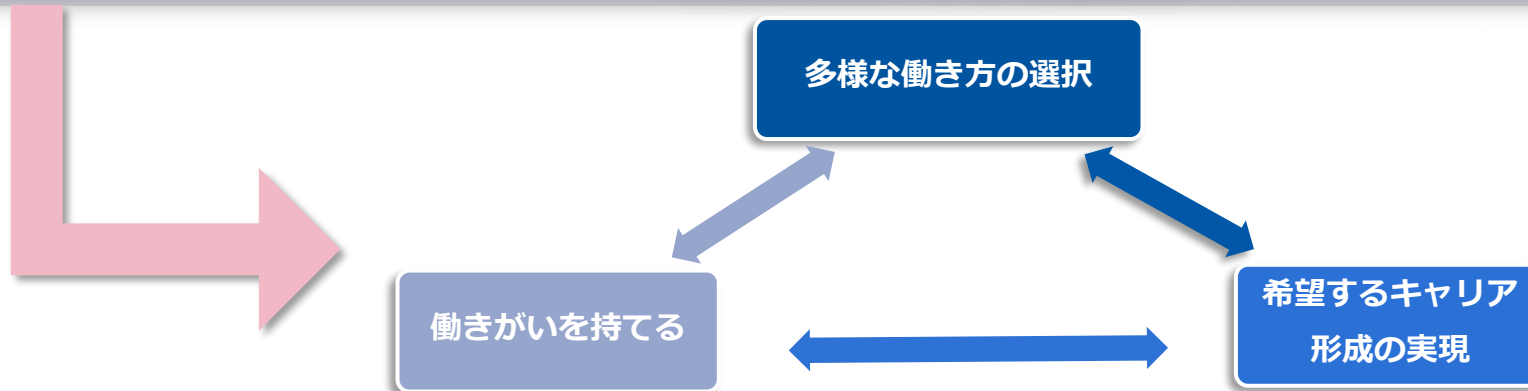 多様な働き方の選択
働きがいを持てる
希望するキャリア
形成の実現